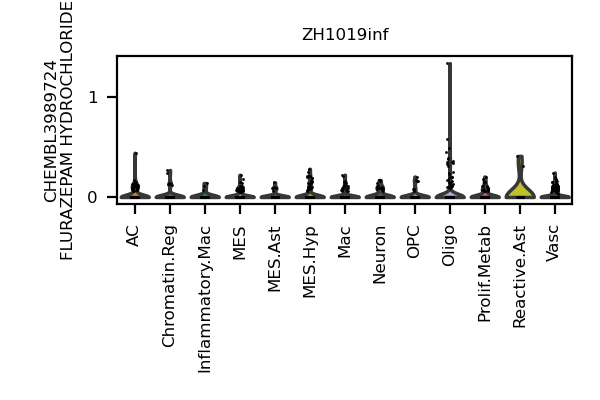 ZH1019inf
CHEMBL3989724
FLURAZEPAM HYDROCHLORIDE
1
0
AC
Chromatin.Reg
Inflammatory.Mac
MES
MES.Ast
MES.Hyp
Mac
Neuron
OPC
Oligo
Prolif.Metab
Reactive.Ast
Vasc